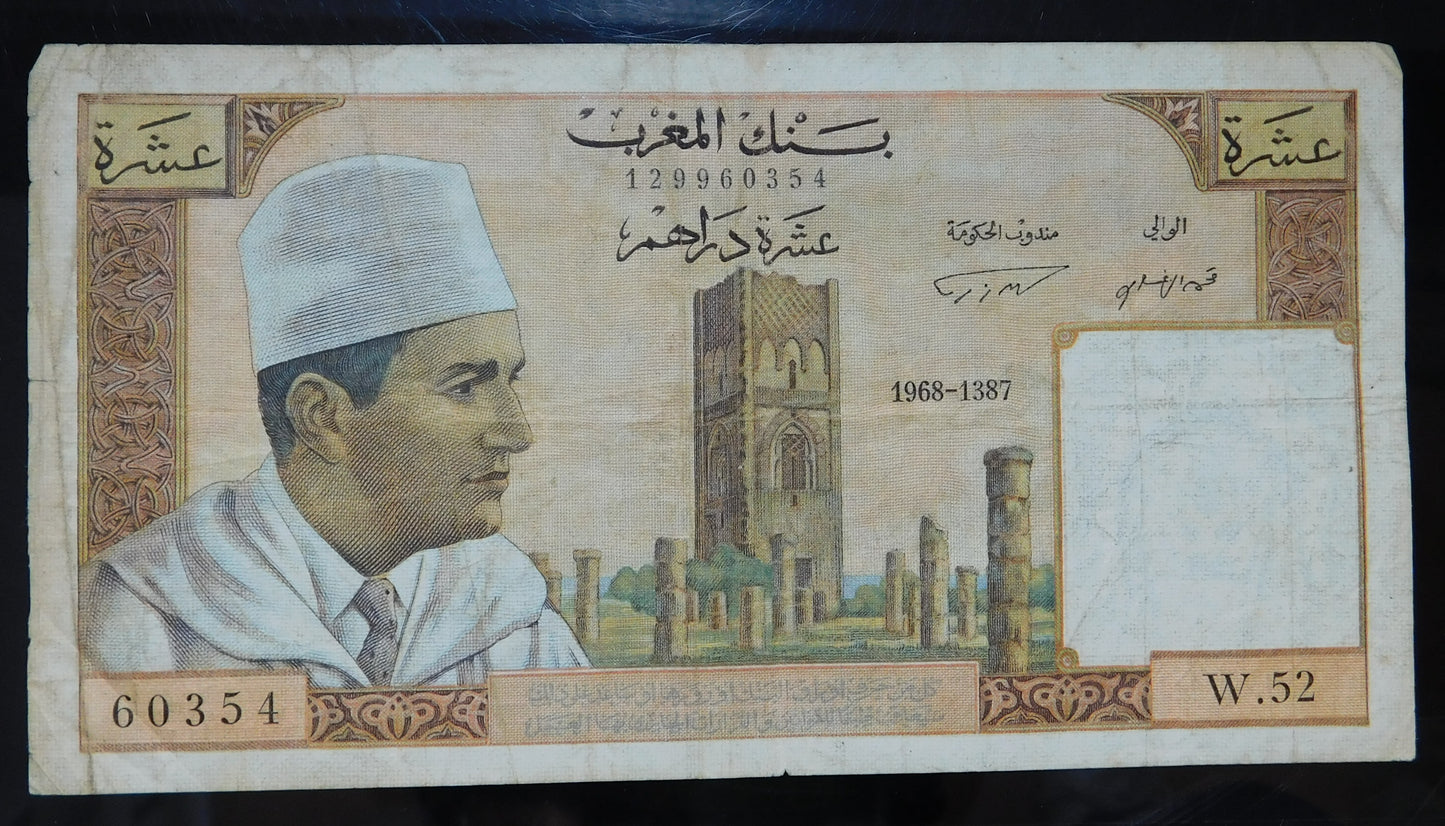 عشرة
بنك المغرب
عشرة
129960354
عشرة دراهم
الوالي
مندوب الحكومة
1968-1387
60354
W.52